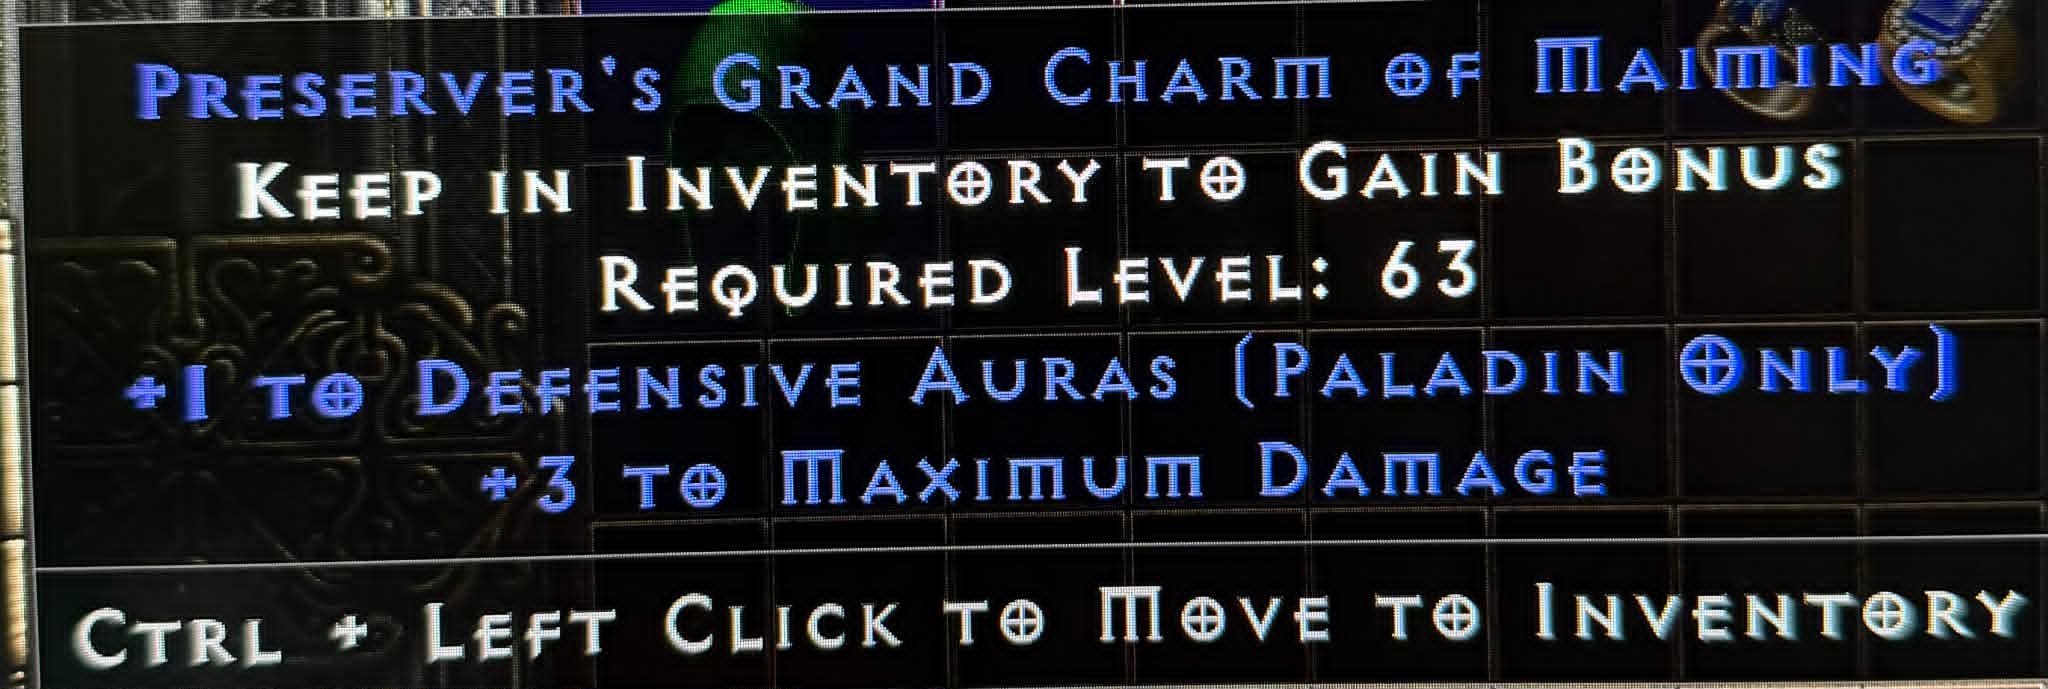 Preserver's Grand Charm of Maiming
Keep in Inventory to Gain Bonus
Required Level: 63
+1 to Defensive Auras (Paladin Only)
+3 to Maximum Damage
Ctrl + Left Click to Move to Inventory